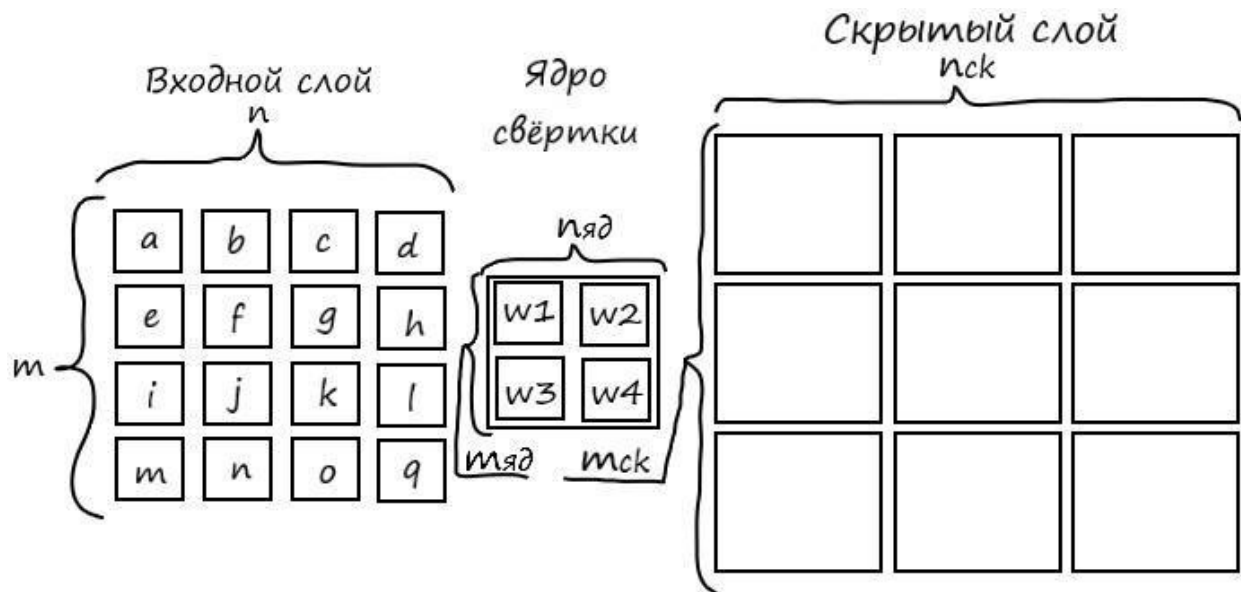 Входной слой
n
Ядро
свёртки
Скрытый слой
nск
m
a b c d
e f g h
i j k l
m n o q
nяд
w1 w2
w3 w4
mяд
mск